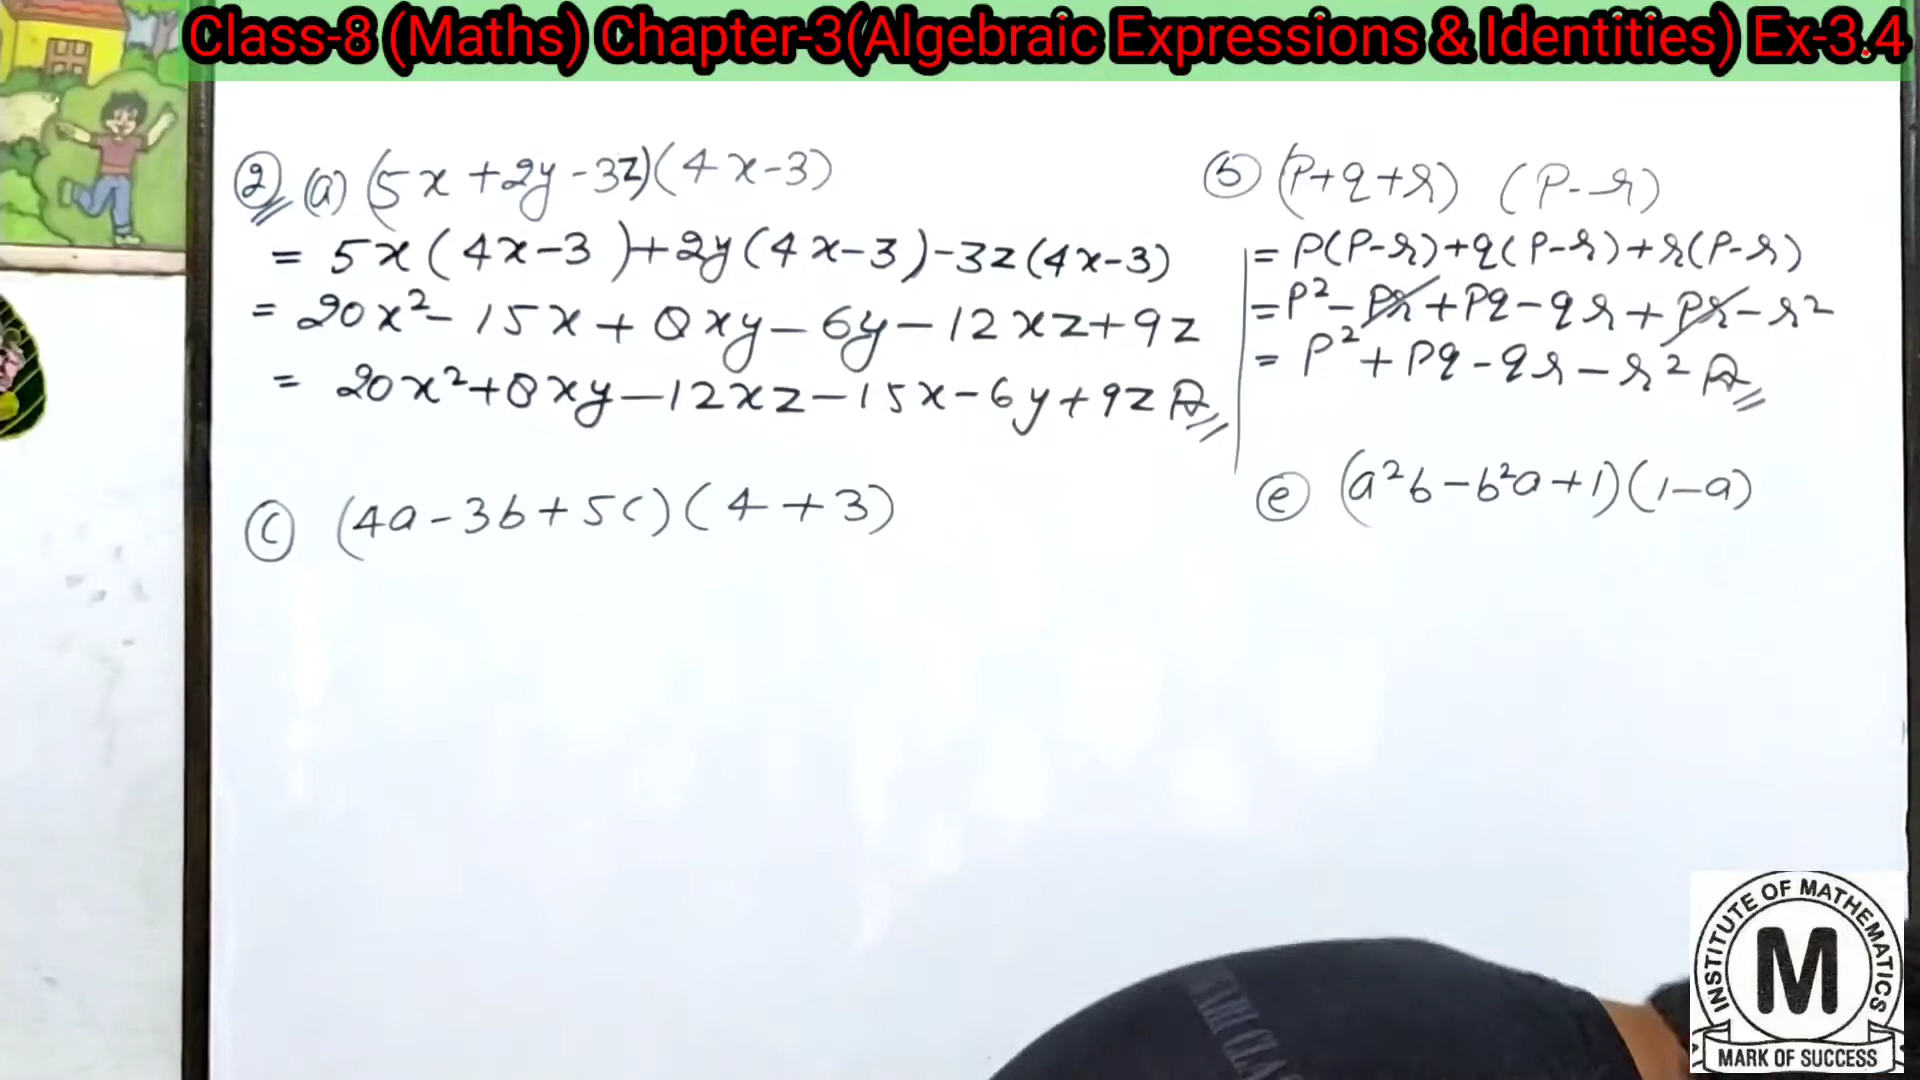 Class-8 (Maths) Chapter-3(Algebraic Expressions & Identities) Ex-3.4
② (a) (5x+2y-3z)(4x-3)
= 5x(4x-3)+2y(4x-3)-3z(4x-3)
= 20x²-15x+8xy-6y-12xz+9z
= 20x²+8xy-12xz-15x-6y+9z
ⓑ (P+q+r) (P-r)
= P(P-r)+q(P-r)+r(P-r)
= P²-Pr+Pq-qr+Pr-r²
= P²+Pq-qr-r²
ⓒ (4a-3b+5c)(4+3)
ⓔ (a²b-b²a+1)(1-a)
INSTITUTE OF MATHEMATICS
M
MARK OF SUCCESS